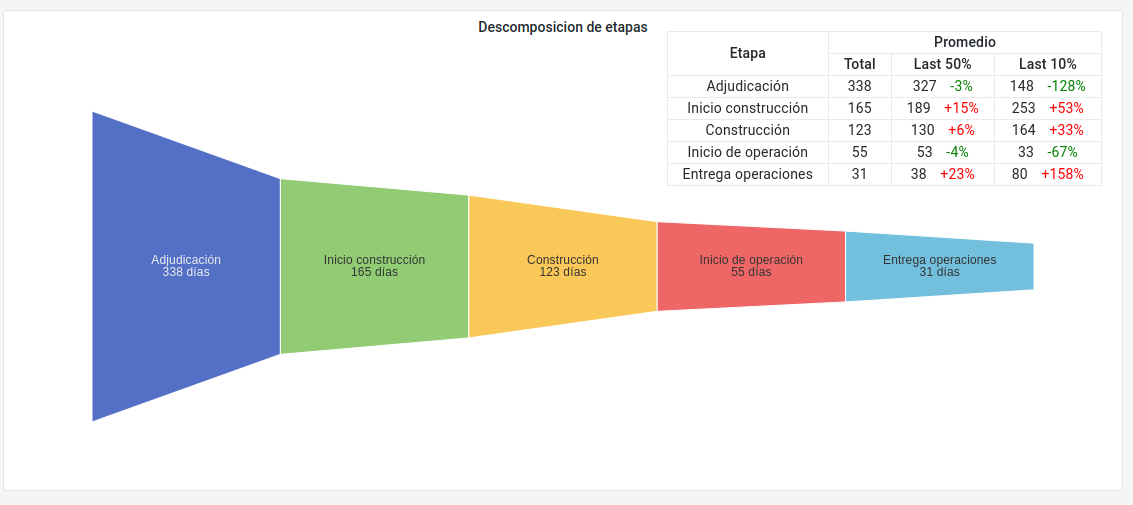 Descomposicion de etapas
Etapa Promedio
Total Last 50% Last 10%
Adjudicación 338 327 -3% 148 -128%
Inicio construcción 165 189 +15% 253 +53%
Construcción 123 130 +6% 164 +33%
Inicio de operación 55 53 -4% 33 -67%
Entrega operaciones 31 38 +23% 80 +158%
Adjudicación
338 días
Inicio construcción
165 días
Construcción
123 días
Inicio de operación
55 días
Entrega operaciones
31 días